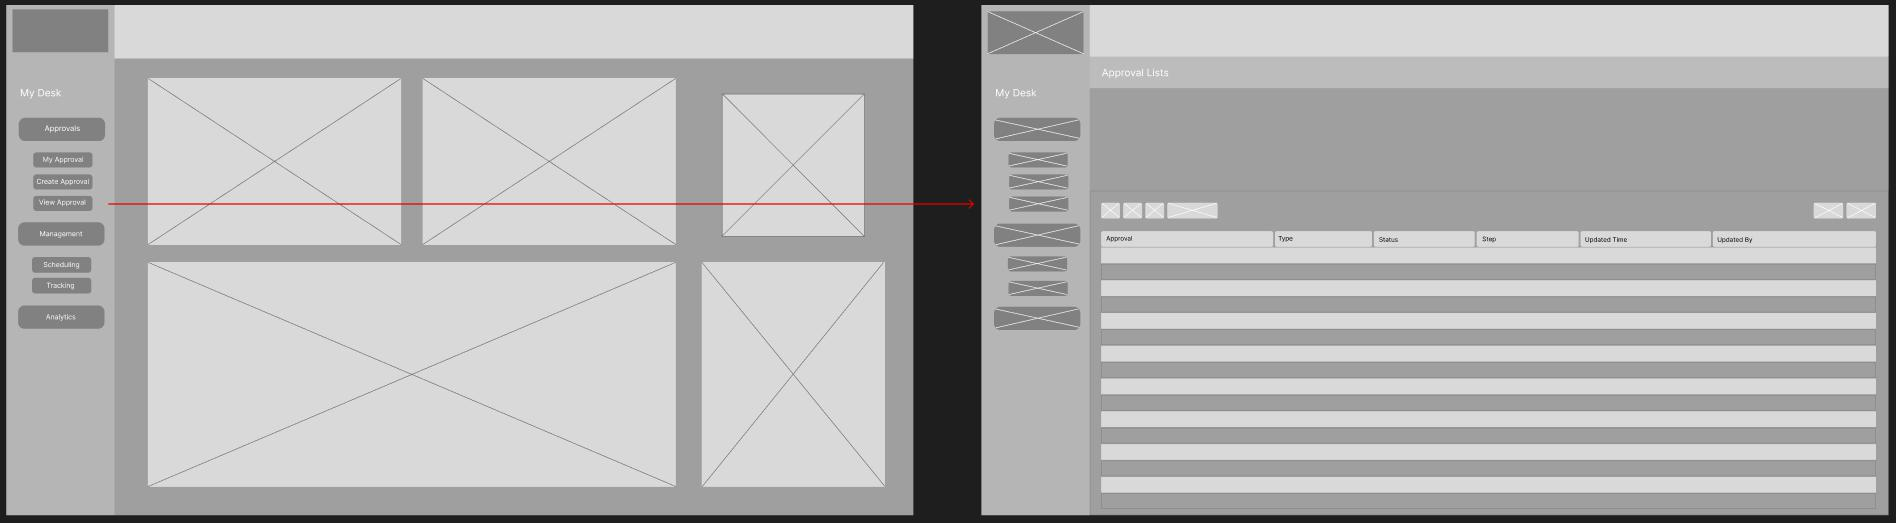 My Desk
Approvals
My Approval
Create Approval
View Approval
Management
Scheduling
Tracking
Analytics
Approval Lists
My Desk
Approval Type Status Step Updated Time Updated By